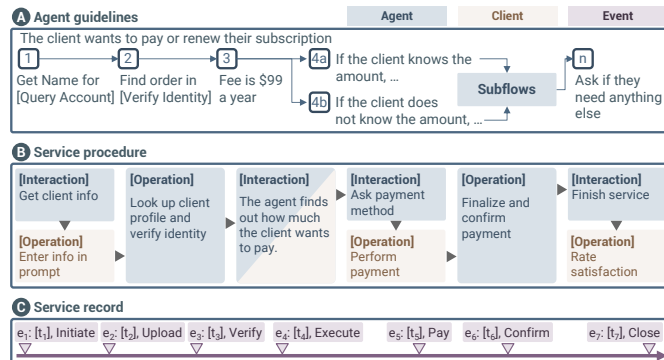 A Agent guidelines
Agent
Client
Event
The client wants to pay or renew their subscription
1
2
3
4a
If the client knows the
amount, ...
4b
If the client does
not know the amount, ...
Subflows
n
Get Name for
[Query Account]
Find order in
[Verify Identity]
Fee is $99
a year
Ask if they
need anything
else
B Service procedure
[Interaction]
Get client info
[Operation]
Enter info in
prompt
[Operation]
Look up client
profile and
verify identity
[Interaction]
The agent finds
out how much
the client wants
to pay.
[Interaction]
Ask payment
method
[Operation]
Perform
payment
[Operation]
Finalize and
confirm
payment
[Interaction]
Finish service
[Operation]
Rate
satisfaction
C Service record
e₁: [t₁], Initiate
e₂: [t₂], Upload
e₃: [t₃], Verify
e₄: [t₄], Execute
e₅: [t₅], Pay
e₆: [t₆], Confirm
e₇: [t₇], Close